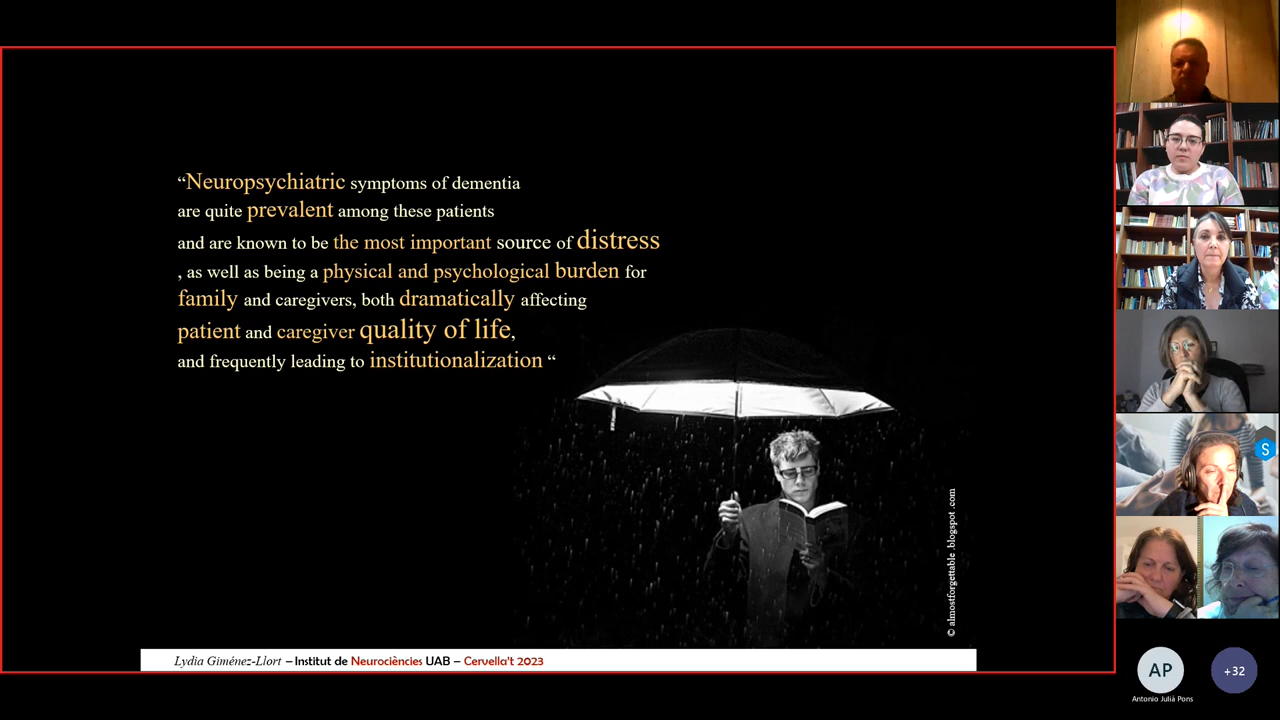 “Neuropsychiatric symptoms of dementia
are quite prevalent among these patients
and are known to be the most important source of distress
, as well as being a physical and psychological burden for
family and caregivers, both dramatically affecting
patient and caregiver quality of life,
and frequently leading to institutionalization “
© almostforgettable .blogspot .com
Lydia Giménez-Llort – Institut de Neurociències UAB – Cervella't 2023
S
AP
+32
Antonio Julià Pons